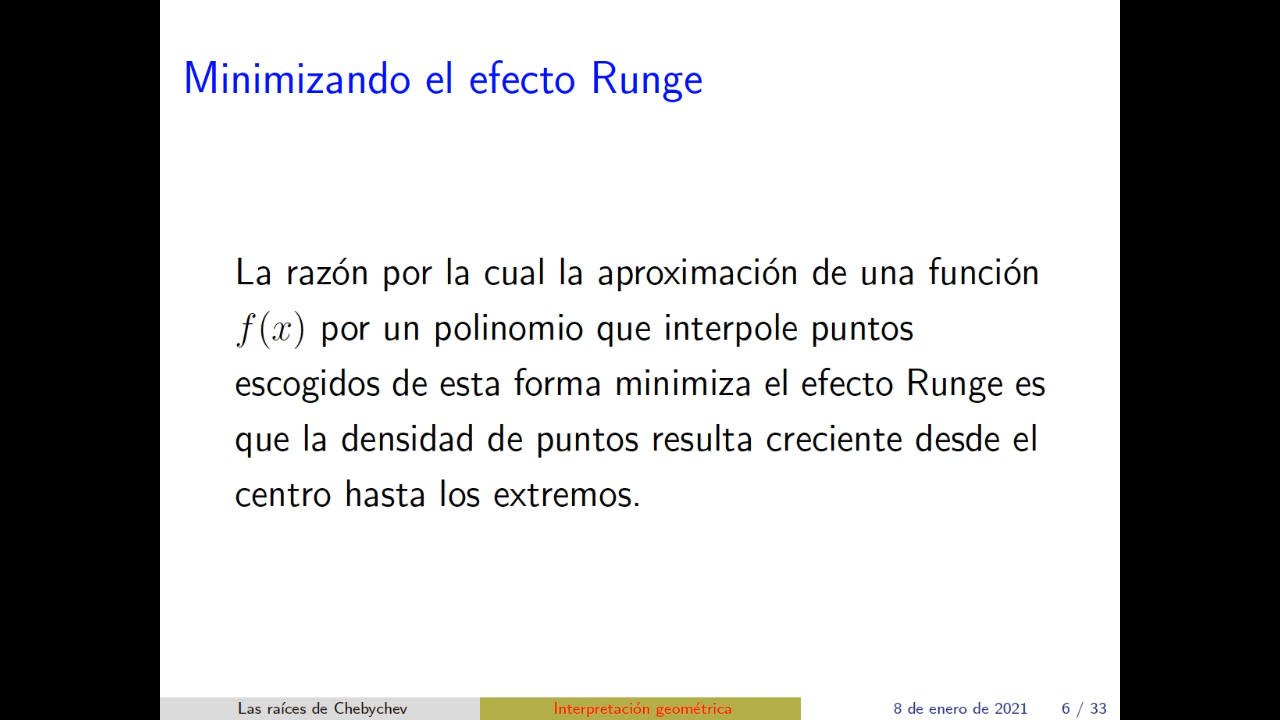 Minimizando el efecto Runge
La razón por la cual la aproximación de una función
f(x) por un polinomio que interpole puntos
escogidos de esta forma minimiza el efecto Runge es
que la densidad de puntos resulta creciente desde el
centro hasta los extremos.
Las raíces de Chebychev Interpretación geométrica 8 de enero de 2021 6 / 33